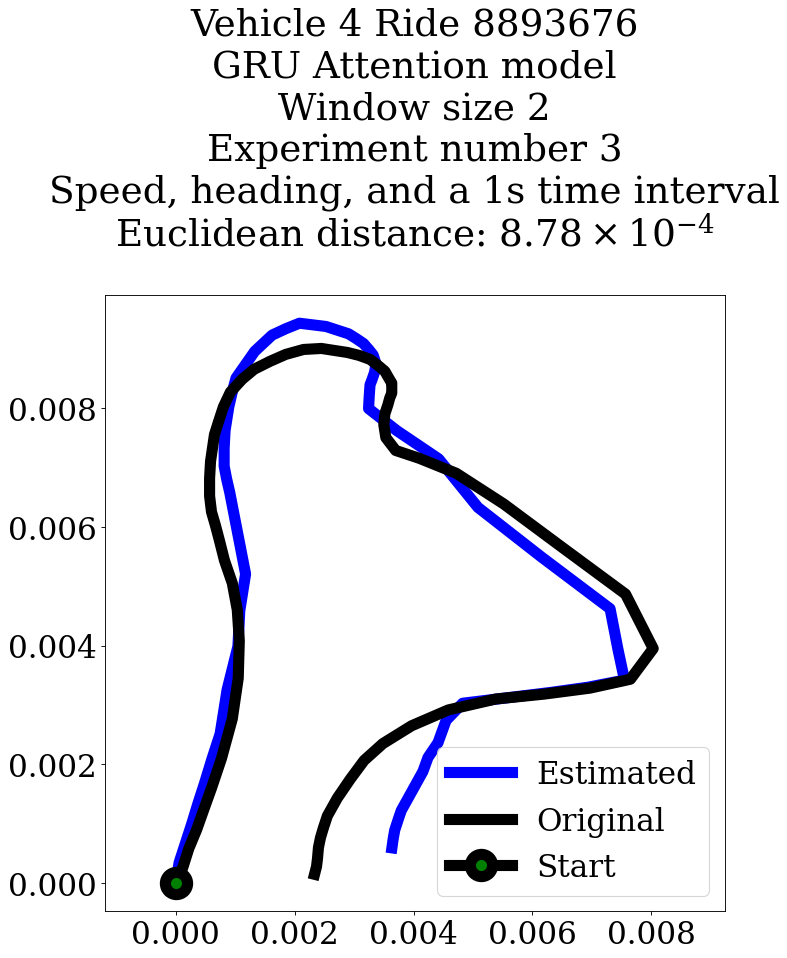 Vehicle 4 Ride 8893676
GRU Attention model
Window size 2
Experiment number 3
Speed, heading, and a 1s time interval
Euclidean distance: 8.78 × 10⁻⁴
0.008
0.006
0.004
0.002
0.000
Estimated
Original
Start
0.000 0.002 0.004 0.006 0.008